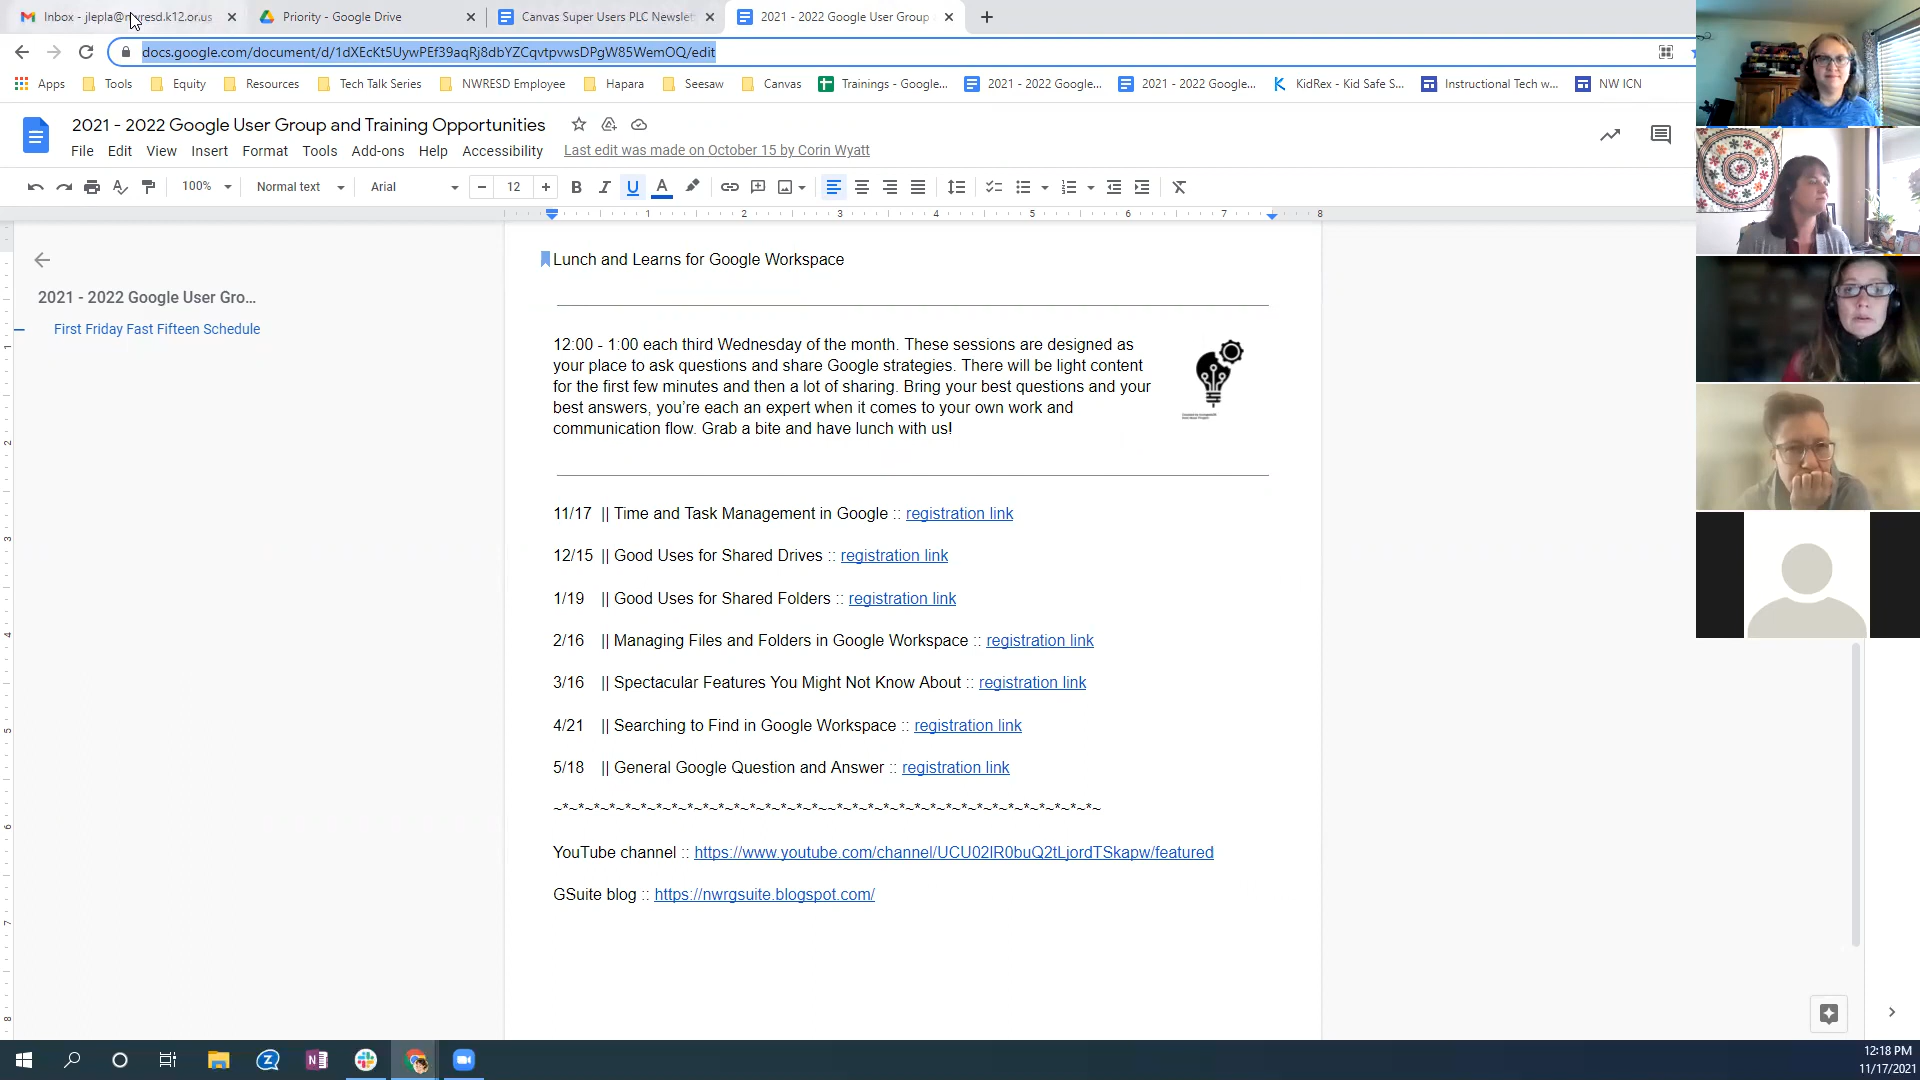 Inbox - jlepla@nwresd.k12.or.us
Priority - Google Drive
Canvas Super Users PLC Newslet
2021 - 2022 Google User Group
docs.google.com/document/d/1dXEcKt5UywPEf39aqRj8dbYZCqvtpvwsDPgW85WemOQ/edit
Apps Tools Equity Resources Tech Talk Series NWRESD Employee Hapara Seesaw Canvas Trainings - Google... 2021 - 2022 Google... 2021 - 2022 Google... KidRex - Kid Safe S... Instructional Tech w... NW ICN
2021 - 2022 Google User Group and Training Opportunities
File Edit View Insert Format Tools Add-ons Help Accessibility Last edit was made on October 15 by Corin Wyatt
100% Normal text Arial 12
1 2 3 4 5 6 7 8
2021 - 2022 Google User Gro...
First Friday Fast Fifteen Schedule
Lunch and Learns for Google Workspace
12:00 - 1:00 each third Wednesday of the month. These sessions are designed as
your place to ask questions and share Google strategies. There will be light content
for the first few minutes and then a lot of sharing. Bring your best questions and your
best answers, you're each an expert when it comes to your own work and
communication flow. Grab a bite and have lunch with us!
11/17 || Time and Task Management in Google :: registration link
12/15 || Good Uses for Shared Drives :: registration link
1/19 || Good Uses for Shared Folders :: registration link
2/16 || Managing Files and Folders in Google Workspace :: registration link
3/16 || Spectacular Features You Might Not Know About :: registration link
4/21 || Searching to Find in Google Workspace :: registration link
5/18 || General Google Question and Answer :: registration link
~*~*~*~*~*~*~*~*~*~*~*~*~*~*~*~*~*~~*~*~*~*~*~*~*~*~*~*~*~*~*~*~*~*~*~
YouTube channel :: https://www.youtube.com/channel/UCU02lR0buQ2tLjordTSkapw/featured
GSuite blog :: https://nwrgsuite.blogspot.com/
12:18 PM
11/17/2021